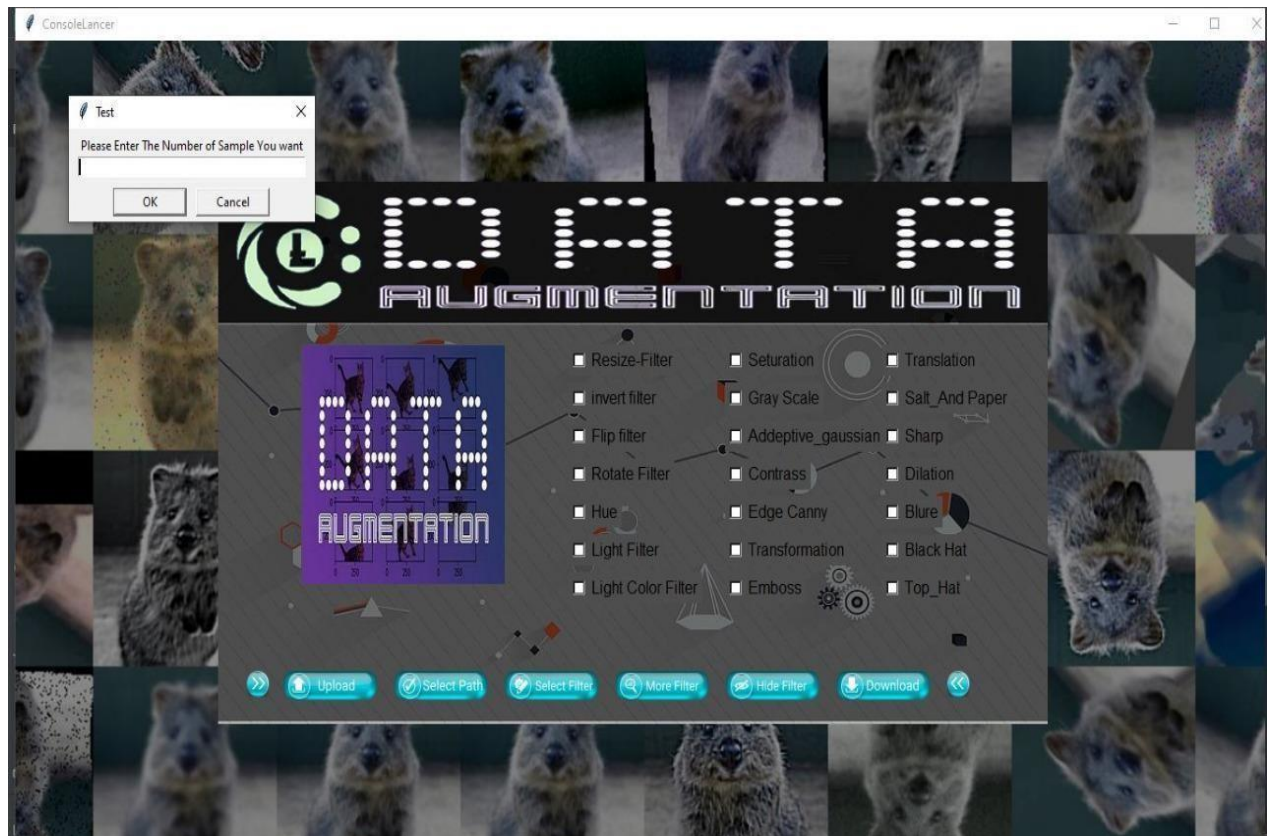 ConsoleLancer
Test
Please Enter The Number of Sample You want
OK Cancel
DATA
AUGMENTATION
DATA
AUGMENTATION
Resize-Filter Seturation Translation
invert filter Gray Scale Salt_And Paper
Flip filter Addeptive_gaussian Sharp
Rotate Filter Contrass Dilation
Hue Edge Canny Blure
Light Filter Transformation Black Hat
Light Color Filter Emboss Top_Hat
Upload Select Path Select Filter More Filter Hide Filter Download